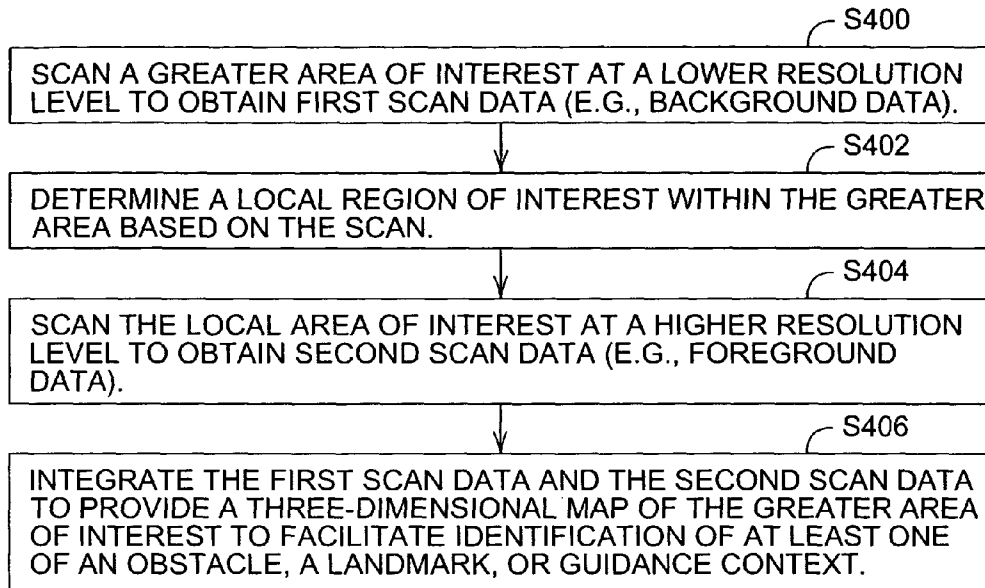 S400
SCAN A GREATER AREA OF INTEREST AT A LOWER RESOLUTION
LEVEL TO OBTAIN FIRST SCAN DATA (E.G., BACKGROUND DATA).
S402
DETERMINE A LOCAL REGION OF INTEREST WITHIN THE GREATER
AREA BASED ON THE SCAN.
S404
SCAN THE LOCAL AREA OF INTEREST AT A HIGHER RESOLUTION
LEVEL TO OBTAIN SECOND SCAN DATA (E.G., FOREGROUND
DATA).
S406
INTEGRATE THE FIRST SCAN DATA AND THE SECOND SCAN DATA
TO PROVIDE A THREE-DIMENSIONAL MAP OF THE GREATER AREA
OF INTEREST TO FACILITATE IDENTIFICATION OF AT LEAST ONE
OF AN OBSTACLE, A LANDMARK, OR GUIDANCE CONTEXT.